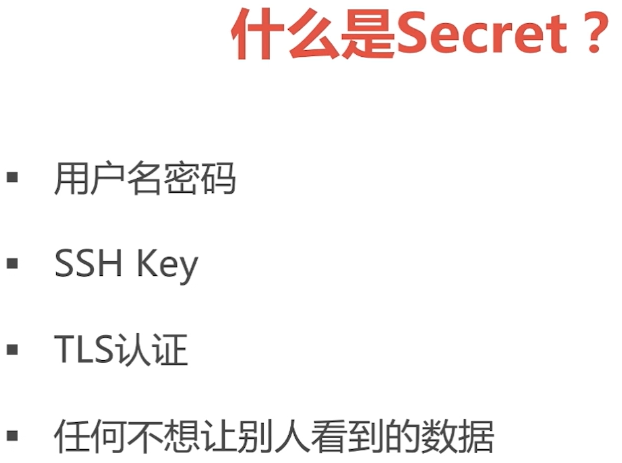 什么是Secret？
▪ 用户名密码
▪ SSH Key
▪ TLS认证
▪ 任何不想让别人看到的数据